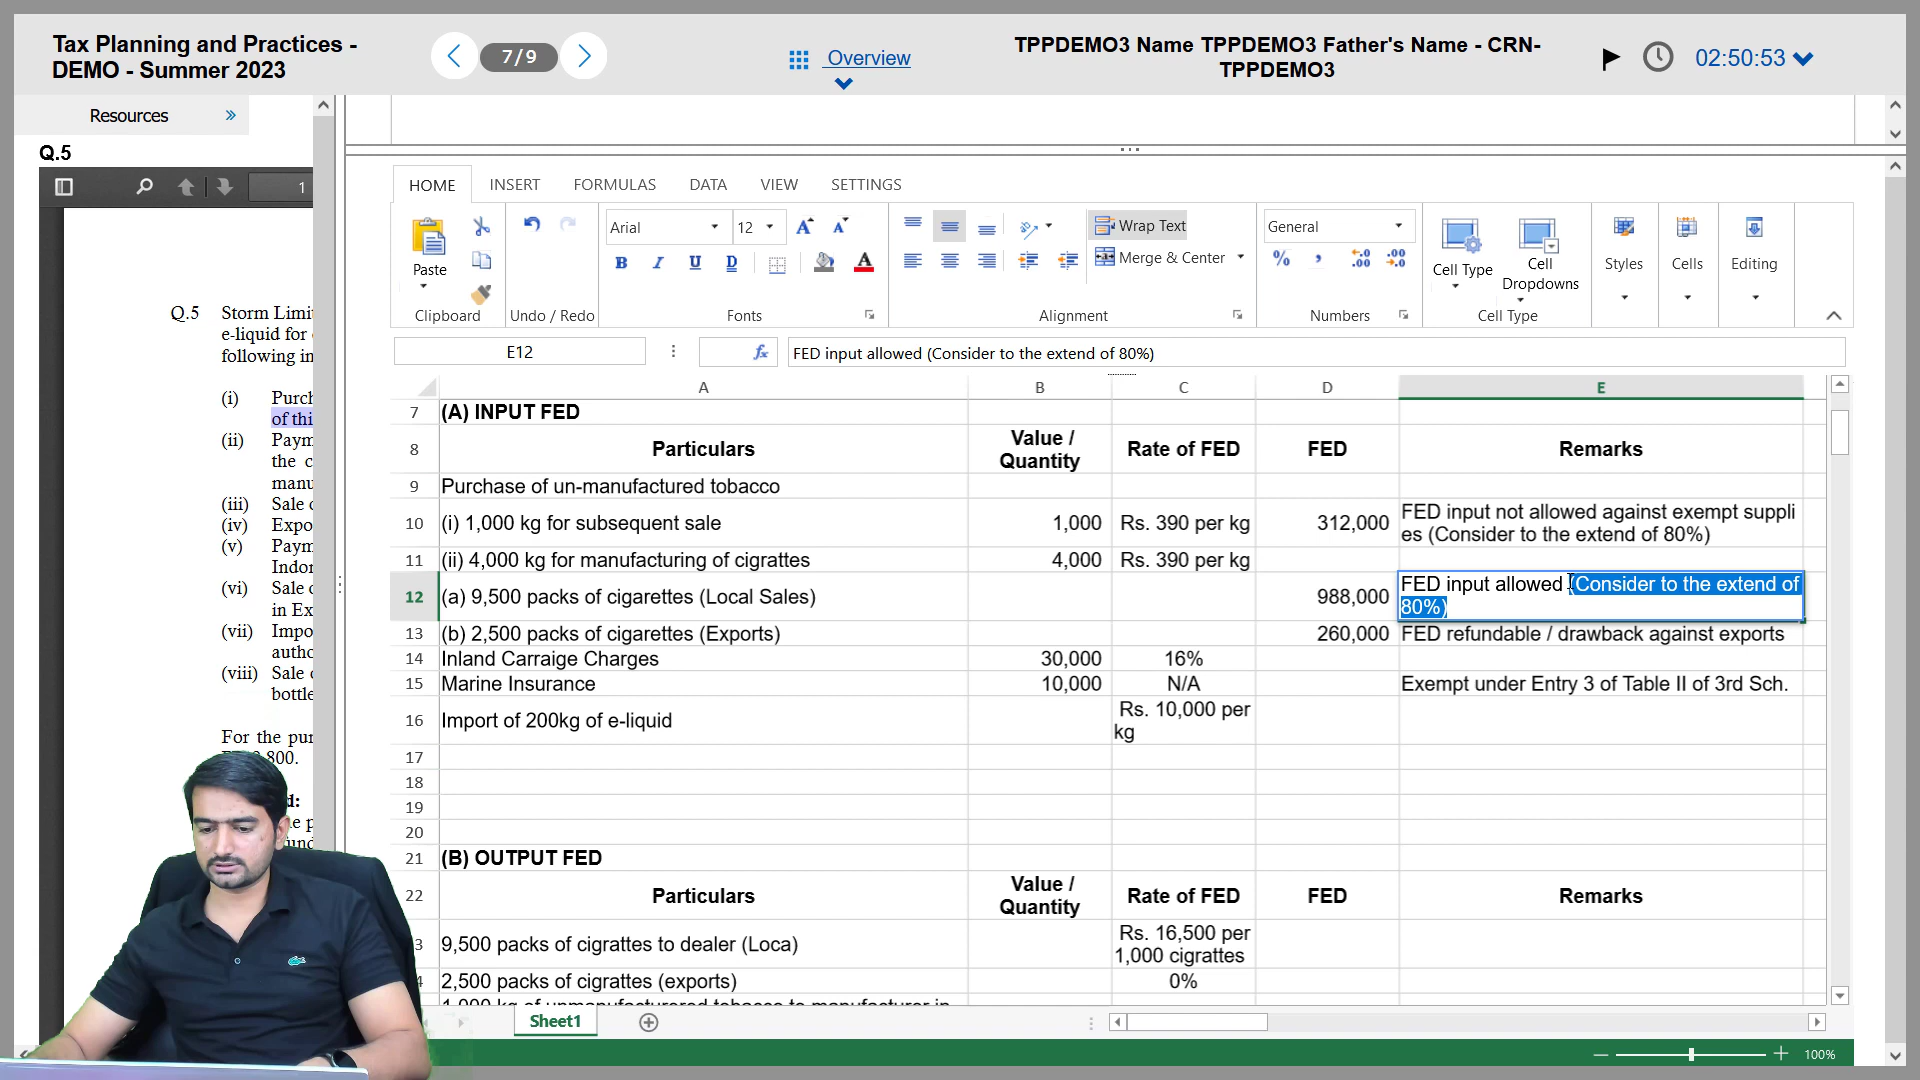 Tax Planning and Practices -
DEMO - Summer 2023
7/9
Overview
TPPDEMO3 Name TPPDEMO3 Father's Name - CRN-
TPPDEMO3
02:50:53
Resources
Q.5
1
Q.5 Storm Limi
e-liquid for
following in
(i) Purch
of thi
(ii) Paym
the c
manu
(iii) Sale
(iv) Expo
(v) Paym
Indor
(vi) Sale
in Ex
(vii) Impo
autho
(viii) Sale
bottle
For the pur
800.
d:
e p
und
HOME INSERT FORMULAS DATA VIEW SETTINGS
Paste
Clipboard
Undo / Redo
Arial 12
Fonts
Wrap Text
Merge & Center
Alignment
General
Numbers
Cell Type
Cell Dropdowns
Cell Type
Styles
Cells
Editing
E12
fx
FED input allowed (Consider to the extend of 80%)
A B C D E
7 (A) INPUT FED
8 Particulars Value / Quantity Rate of FED FED Remarks
9 Purchase of un-manufactured tobacco
10 (i) 1,000 kg for subsequent sale 1,000 Rs. 390 per kg 312,000 FED input not allowed against exempt suppli
es (Consider to the extend of 80%)
11 (ii) 4,000 kg for manufacturing of cigrattes 4,000 Rs. 390 per kg
12 (a) 9,500 packs of cigarettes (Local Sales) 988,000 FED input allowed (Consider to the extend of
80%)
13 (b) 2,500 packs of cigarettes (Exports) 260,000 FED refundable / drawback against exports
14 Inland Carraige Charges 30,000 16%
15 Marine Insurance 10,000 N/A Exempt under Entry 3 of Table II of 3rd Sch.
16 Import of 200kg of e-liquid Rs. 10,000 per
kg
17
18
19
20
21 (B) OUTPUT FED
22 Particulars Value / Quantity Rate of FED FED Remarks
3 9,500 packs of cigrattes to dealer (Loca) Rs. 16,500 per
1,000 cigrattes
4 2,500 packs of cigrattes (exports) 0%
1,000 kg of unmanufacturered tobacco to manufacturer in
Sheet1
100%